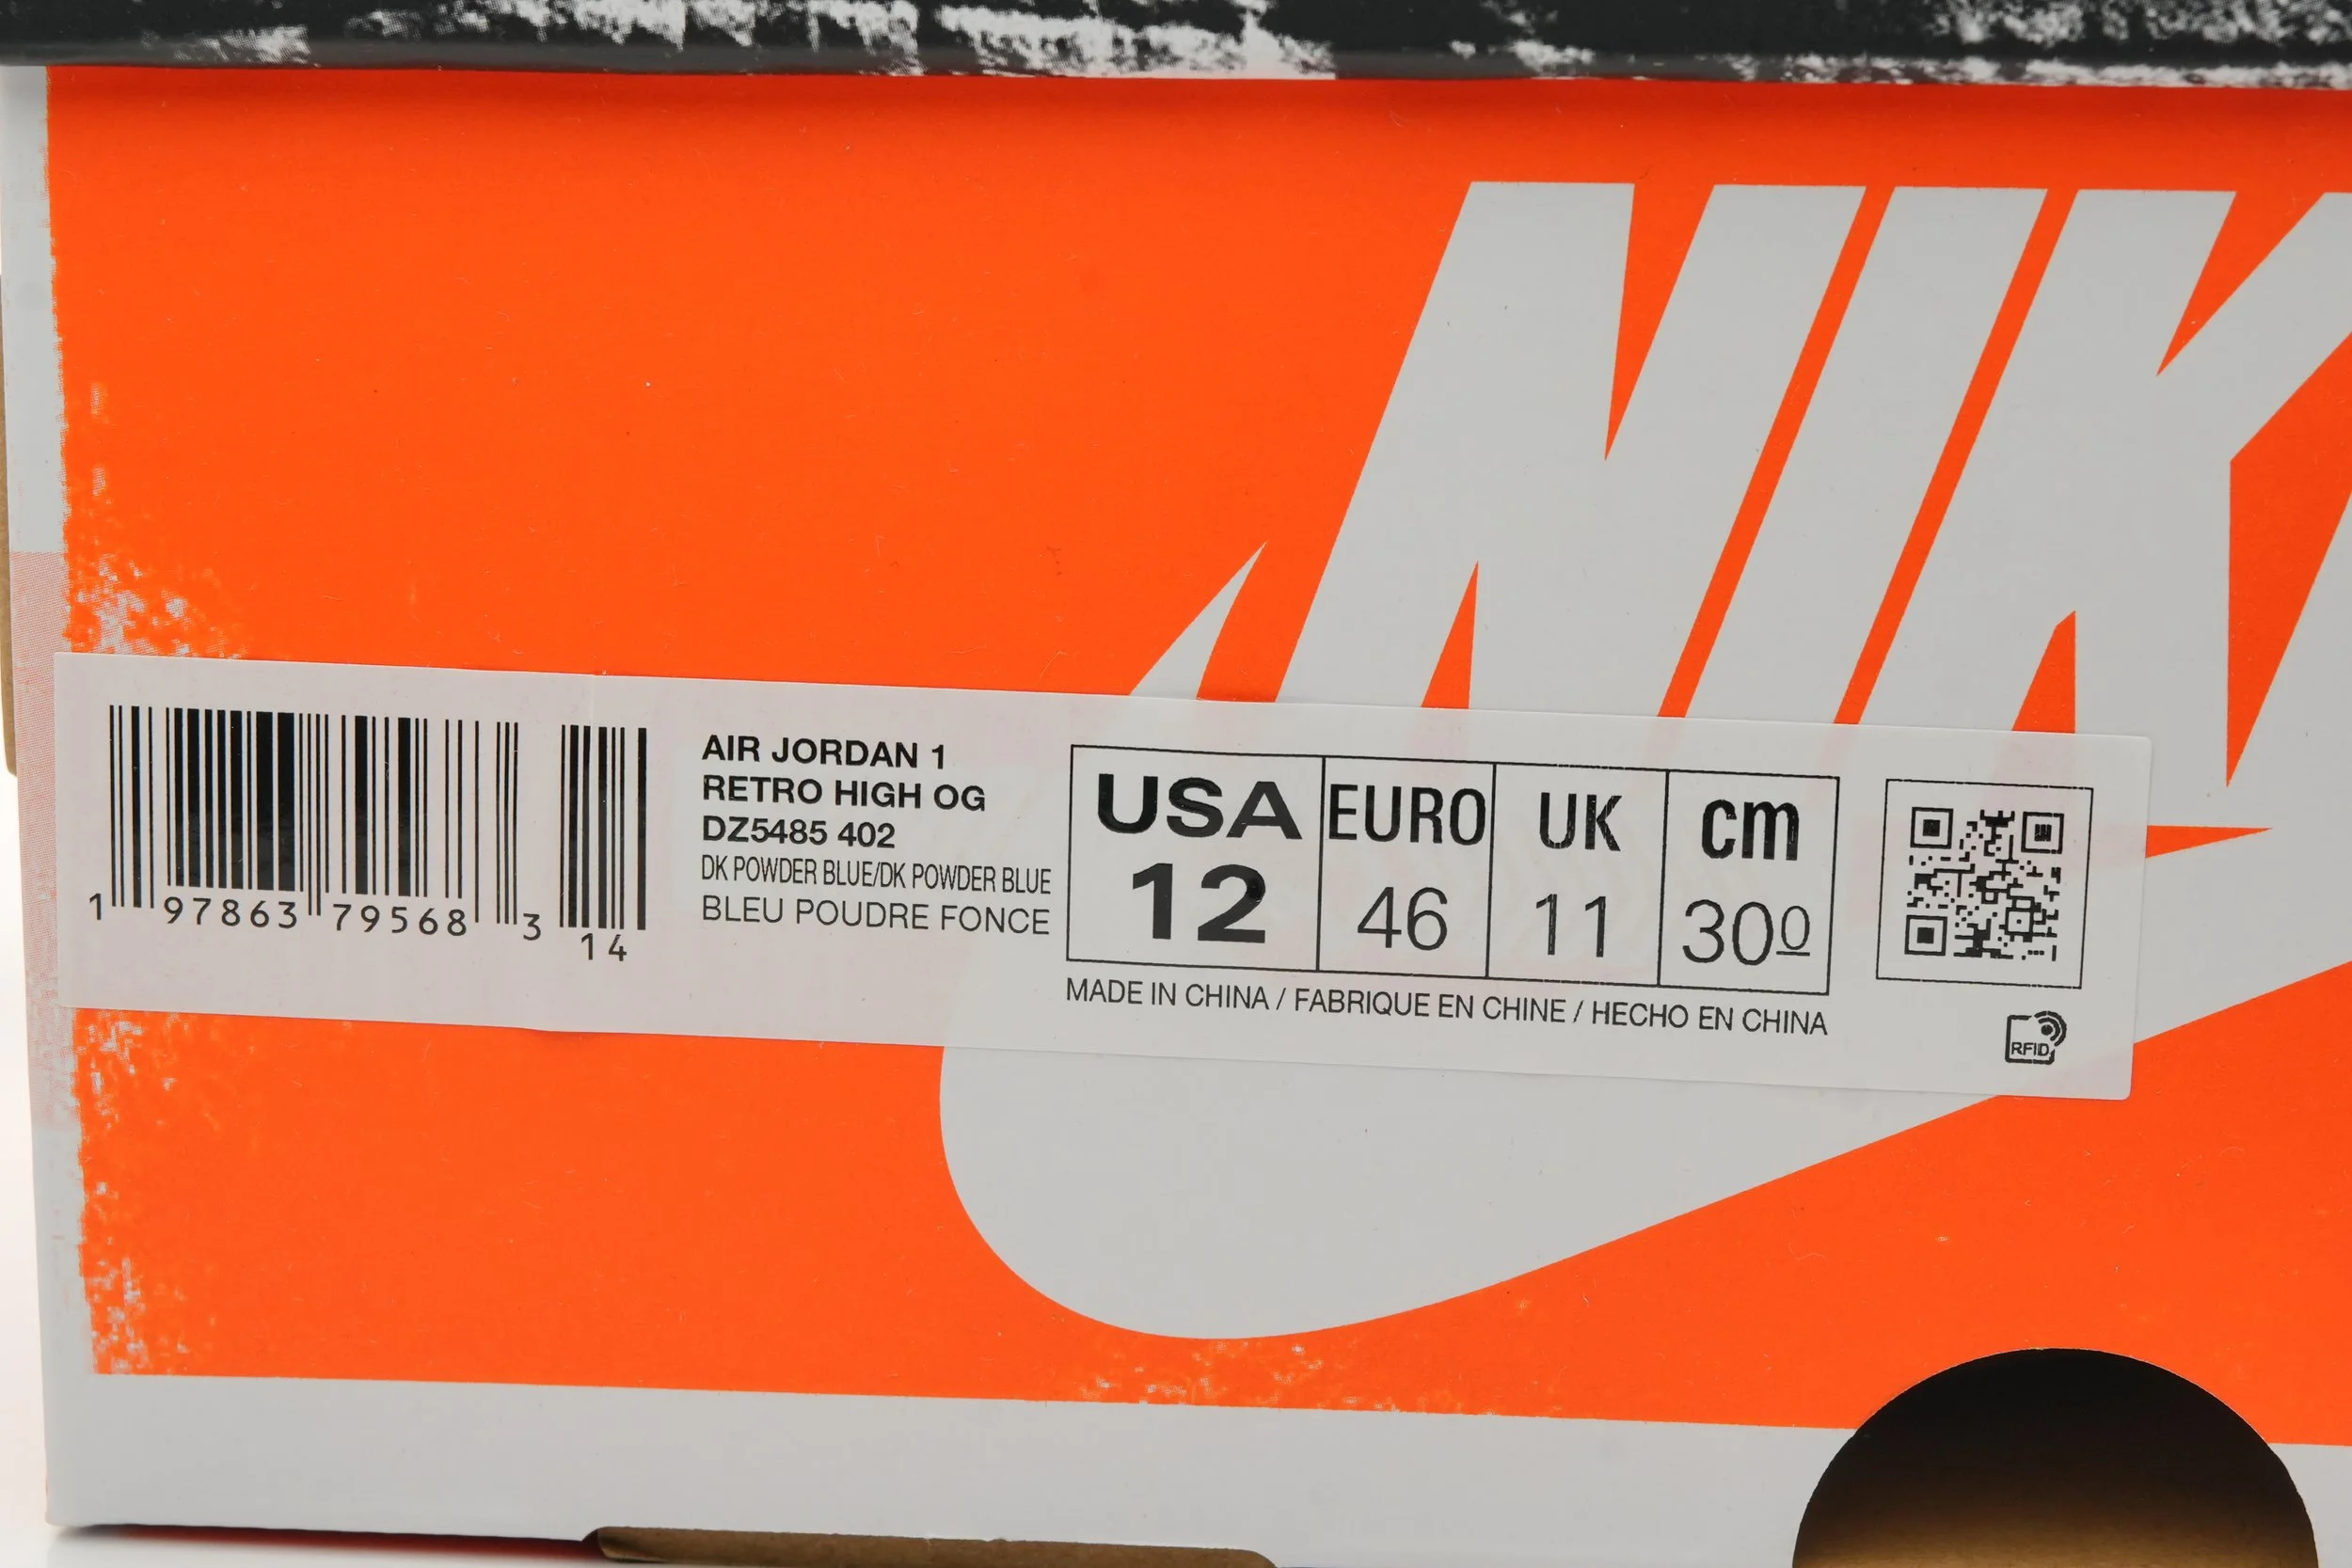 NIK
AIR JORDAN 1
RETRO HIGH OG
DZ5485 402
DK POWDER BLUE/DK POWDER BLUE
BLEU POUDRE FONCE
1 97863 79568 3 14
USA EURO UK cm
12 46 11 300
MADE IN CHINA / FABRIQUE EN CHINE / HECHO EN CHINA
RFID